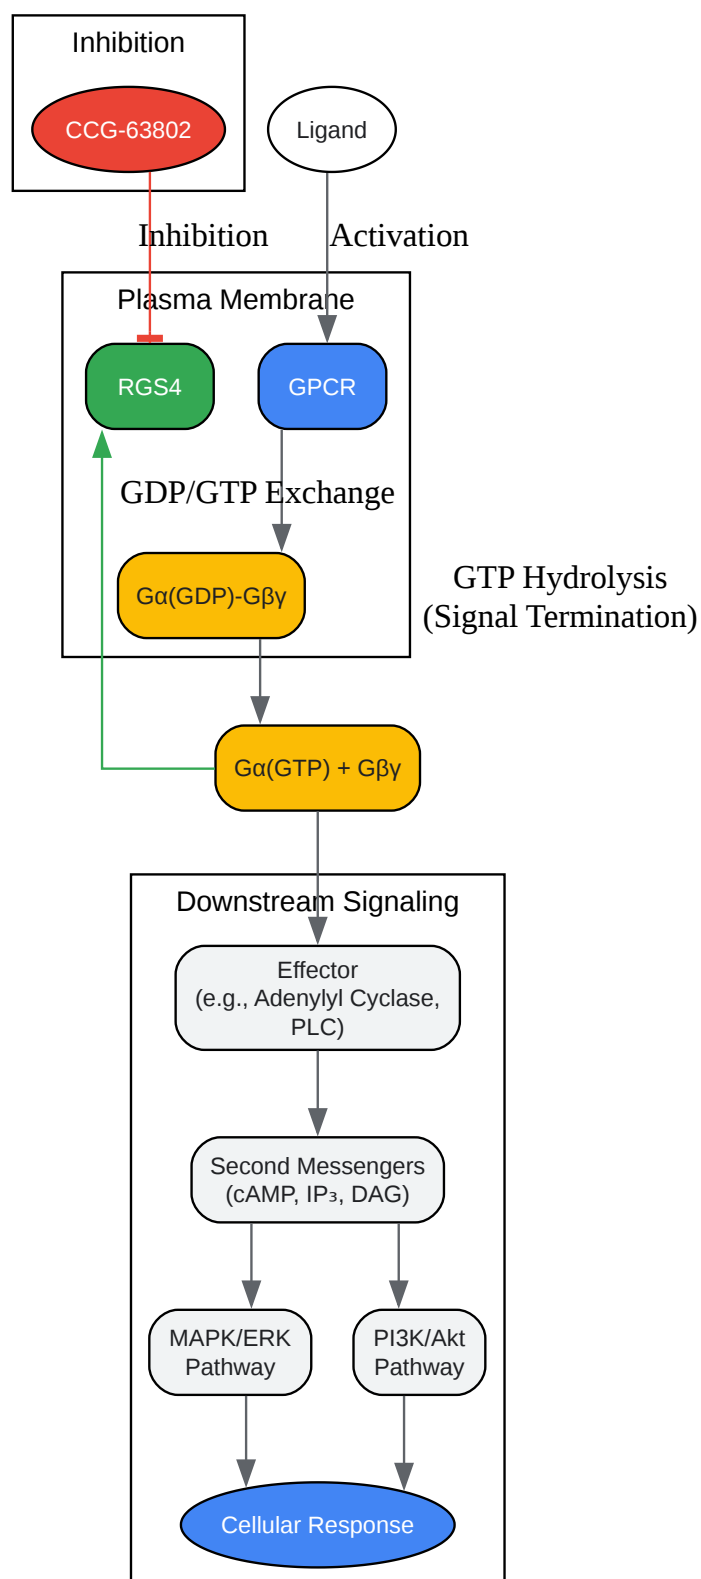 Inhibition
CCG-63802
Ligand
Inhibition
Activation
Plasma Membrane
RGS4
GPCR
GDP/GTP Exchange
Gα(GDP)-Gβγ
GTP Hydrolysis
(Signal Termination)
Gα(GTP) + Gβγ
Downstream Signaling
Effector
(e.g., Adenylyl Cyclase,
PLC)
Second Messengers
(cAMP, IP₃, DAG)
MAPK/ERK
Pathway
PI3K/Akt
Pathway
Cellular Response